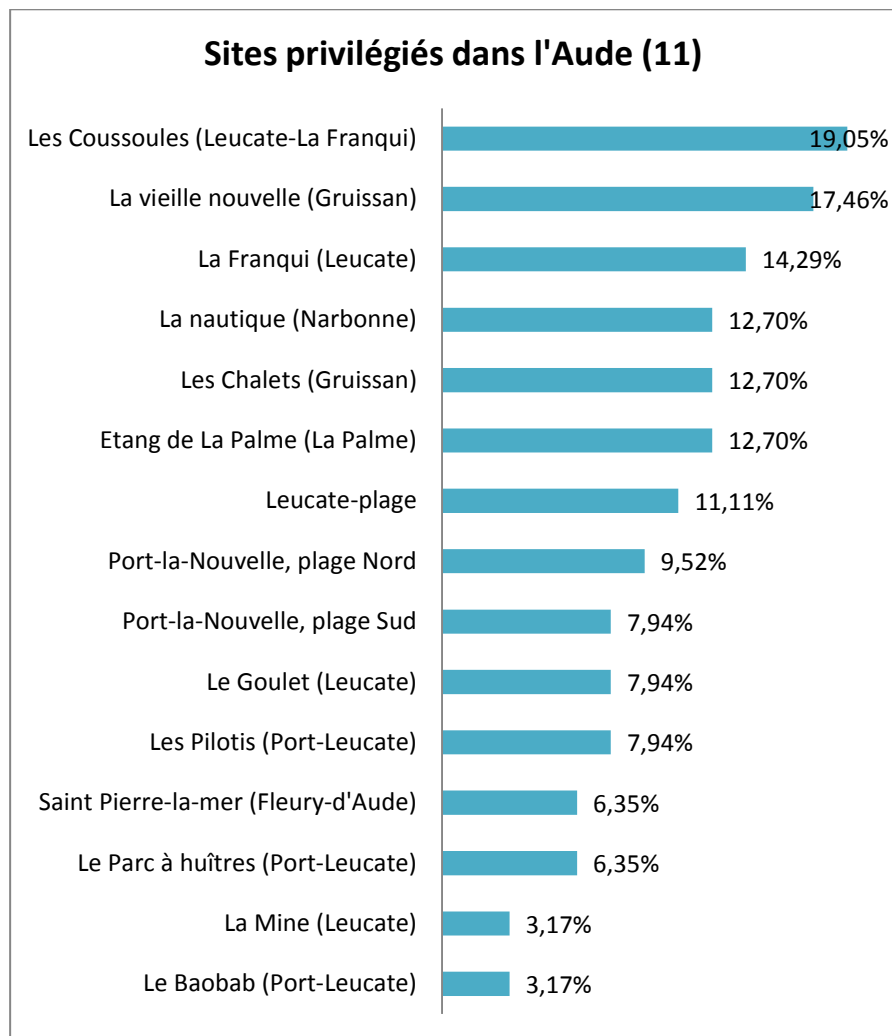 Sites privilégiés dans l'Aude (11)
Les Coussoules (Leucate-La Franqui) 19,05%
La vieille nouvelle (Gruissan) 17,46%
La Franqui (Leucate) 14,29%
La nautique (Narbonne) 12,70%
Les Chalets (Gruissan) 12,70%
Etang de La Palme (La Palme) 12,70%
Leucate-plage 11,11%
Port-la-Nouvelle, plage Nord 9,52%
Port-la-Nouvelle, plage Sud 7,94%
Le Goulet (Leucate) 7,94%
Les Pilotis (Port-Leucate) 7,94%
Saint Pierre-la-mer (Fleury-d'Aude) 6,35%
Le Parc à huîtres (Port-Leucate) 6,35%
La Mine (Leucate) 3,17%
Le Baobab (Port-Leucate) 3,17%